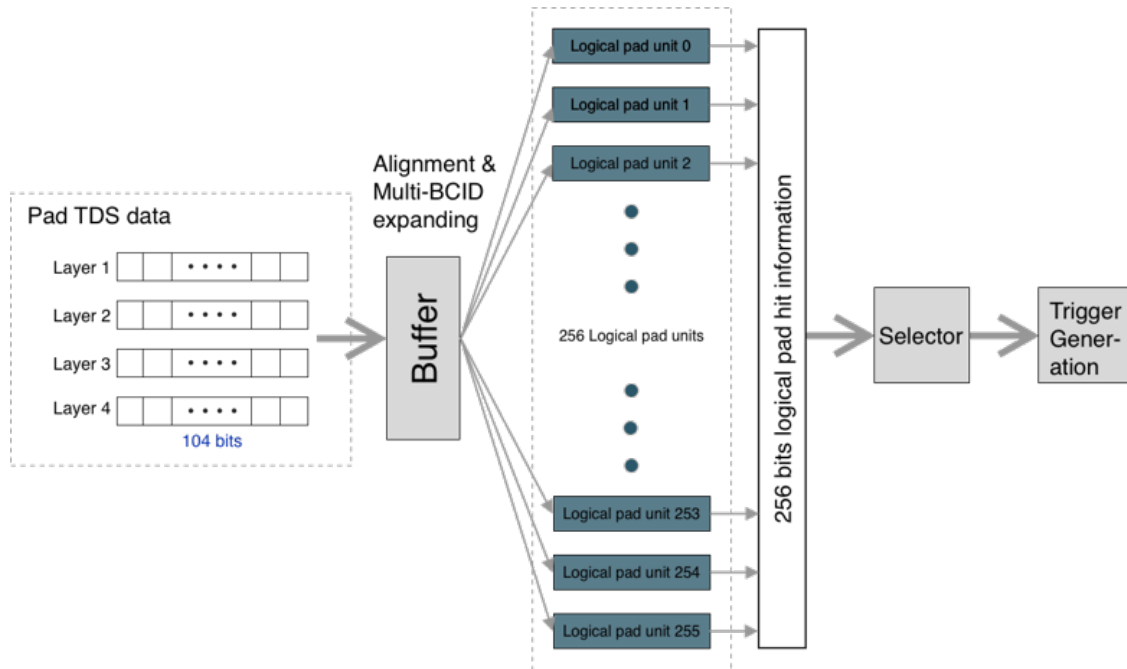 Pad TDS data
Layer 1
Layer 2
Layer 3
Layer 4
104 bits
Alignment &
Multi-BCID
expanding
Buffer
Logical pad unit 0
Logical pad unit 1
Logical pad unit 2
256 Logical pad units
Logical pad unit 253
Logical pad unit 254
Logical pad unit 255
256 bits logical pad hit information
Selector
Trigger
Gener-
ation